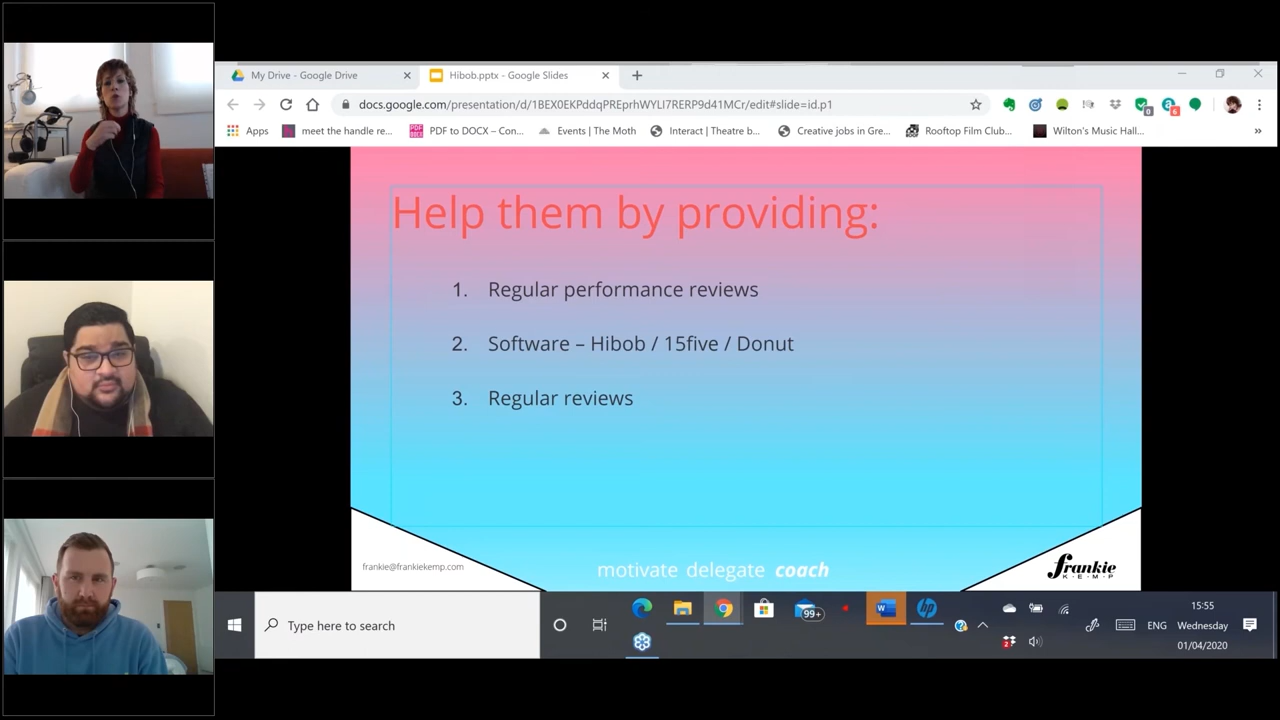 My Drive - Google Drive
Hibob.pptx - Google Slides
docs.google.com/presentation/d/1BEX0EKPddqPREprhWYLI7RERP9d41MCr/edit#slide=id.p1
Apps
meet the handle re...
PDF to DOCX – Con...
Events | The Moth
Interact | Theatre b...
Creative jobs in Gre...
Rooftop Film Club...
Wilton's Music Hall...
Help them by providing:
1. Regular performance reviews
2. Software – Hibob / 15five / Donut
3. Regular reviews
frankie@frankiekemp.com
motivate delegate coach
frankie
KEMP
Type here to search
99+
ENG
15:55
Wednesday
01/04/2020